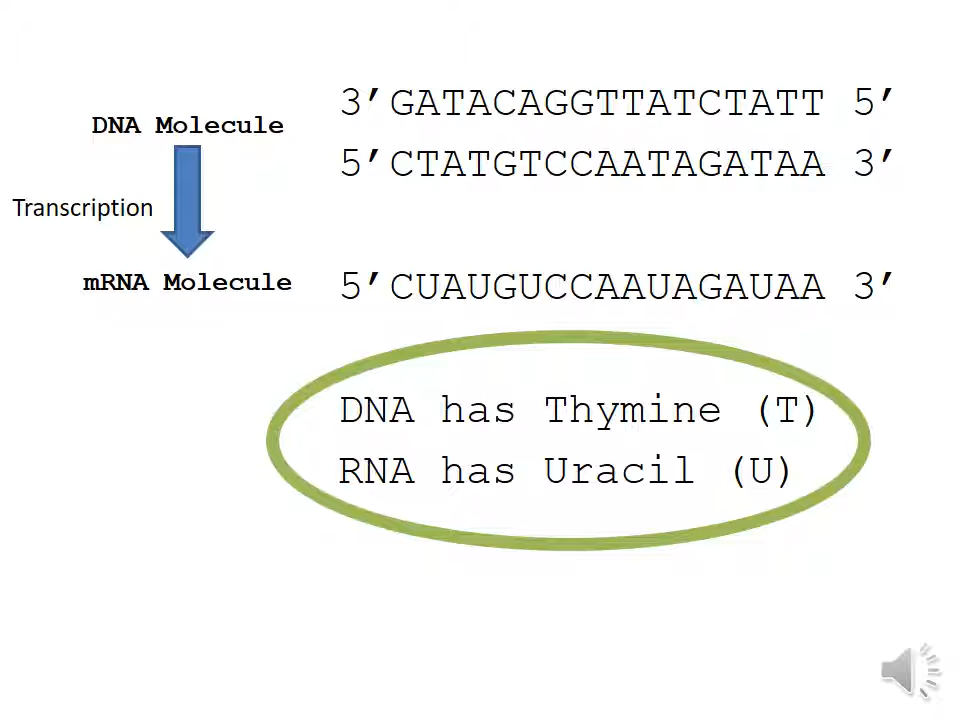 3’GATACAGGTTATCTATT 5’
DNA Molecule
5’CTATGTCCAATAGATAA 3’
Transcription
mRNA Molecule
5’CUAUGUCCAAUAGAUAA 3’
DNA has Thymine (T)
RNA has Uracil (U)